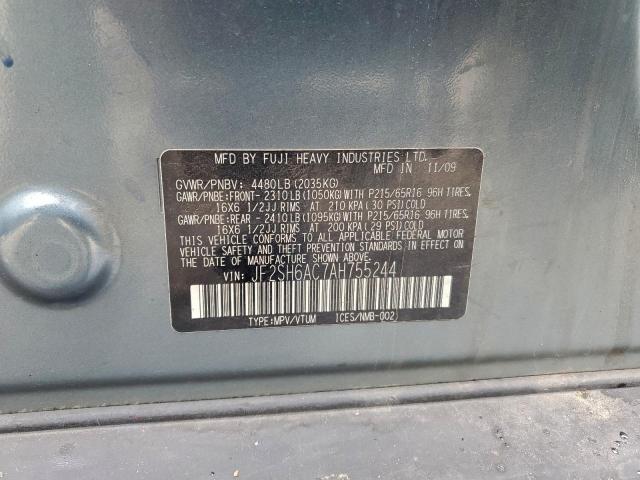 MFD BY FUJI HEAVY INDUSTRIES LTD.
MFD IN 11/09
GVWR/PNBV: 4480LB(2035KG)
GAWR/PNBE:FRONT- 2310LB(1050KG)WITH P215/65R16 96H TIRES.
16X6 1/2JJ RIMS AT 210 KPA(30 PSI)COLD
GAWR/PNBE:REAR - 2410LB(1095KG)WITH P215/65R16 96H TIRES.
16X6 1/2JJ RIMS AT 200 KPA(29 PSI)COLD
THIS VEHICLE CONFORMS TO ALL APPLICABLE FEDERAL MOTOR
VEHICLE SAFETY AND THEFT PREVENTION STANDARDS IN EFFECT ON
THE DATE OF MANUFACTURE SHOWN ABOVE.
VIN: JF2SH6AC7AH755244
TYPE:MPV/VTUM ICES/NMB-002)